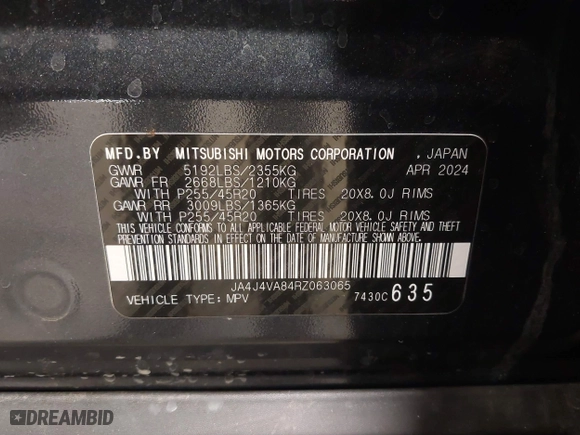 MFD.BY MITSUBISHI MOTORS CORPORATION , JAPAN
GVWR 5192LBS/2355KG APR 2024
GAWR FR 2668LBS/1210KG
WITH P255/45R20 TIRES 20X8.0J RIMS
GAWR RR 3009LBS/1365KG
WITH P255/45R20 TIRES 20X8.0J RIMS
THIS VEHICLE CONFORMS TO ALL APPLICABLE FEDERAL MOTOR VEHICLE SAFETY AND THEFT
PREVENTION STANDARDS IN EFFECT ON THE DATE OF MANUFACTURE SHOWN ABOVE.
JA4J4VA84RZ063065
VEHICLE TYPE: MPV 7430C 635
DREAMBID